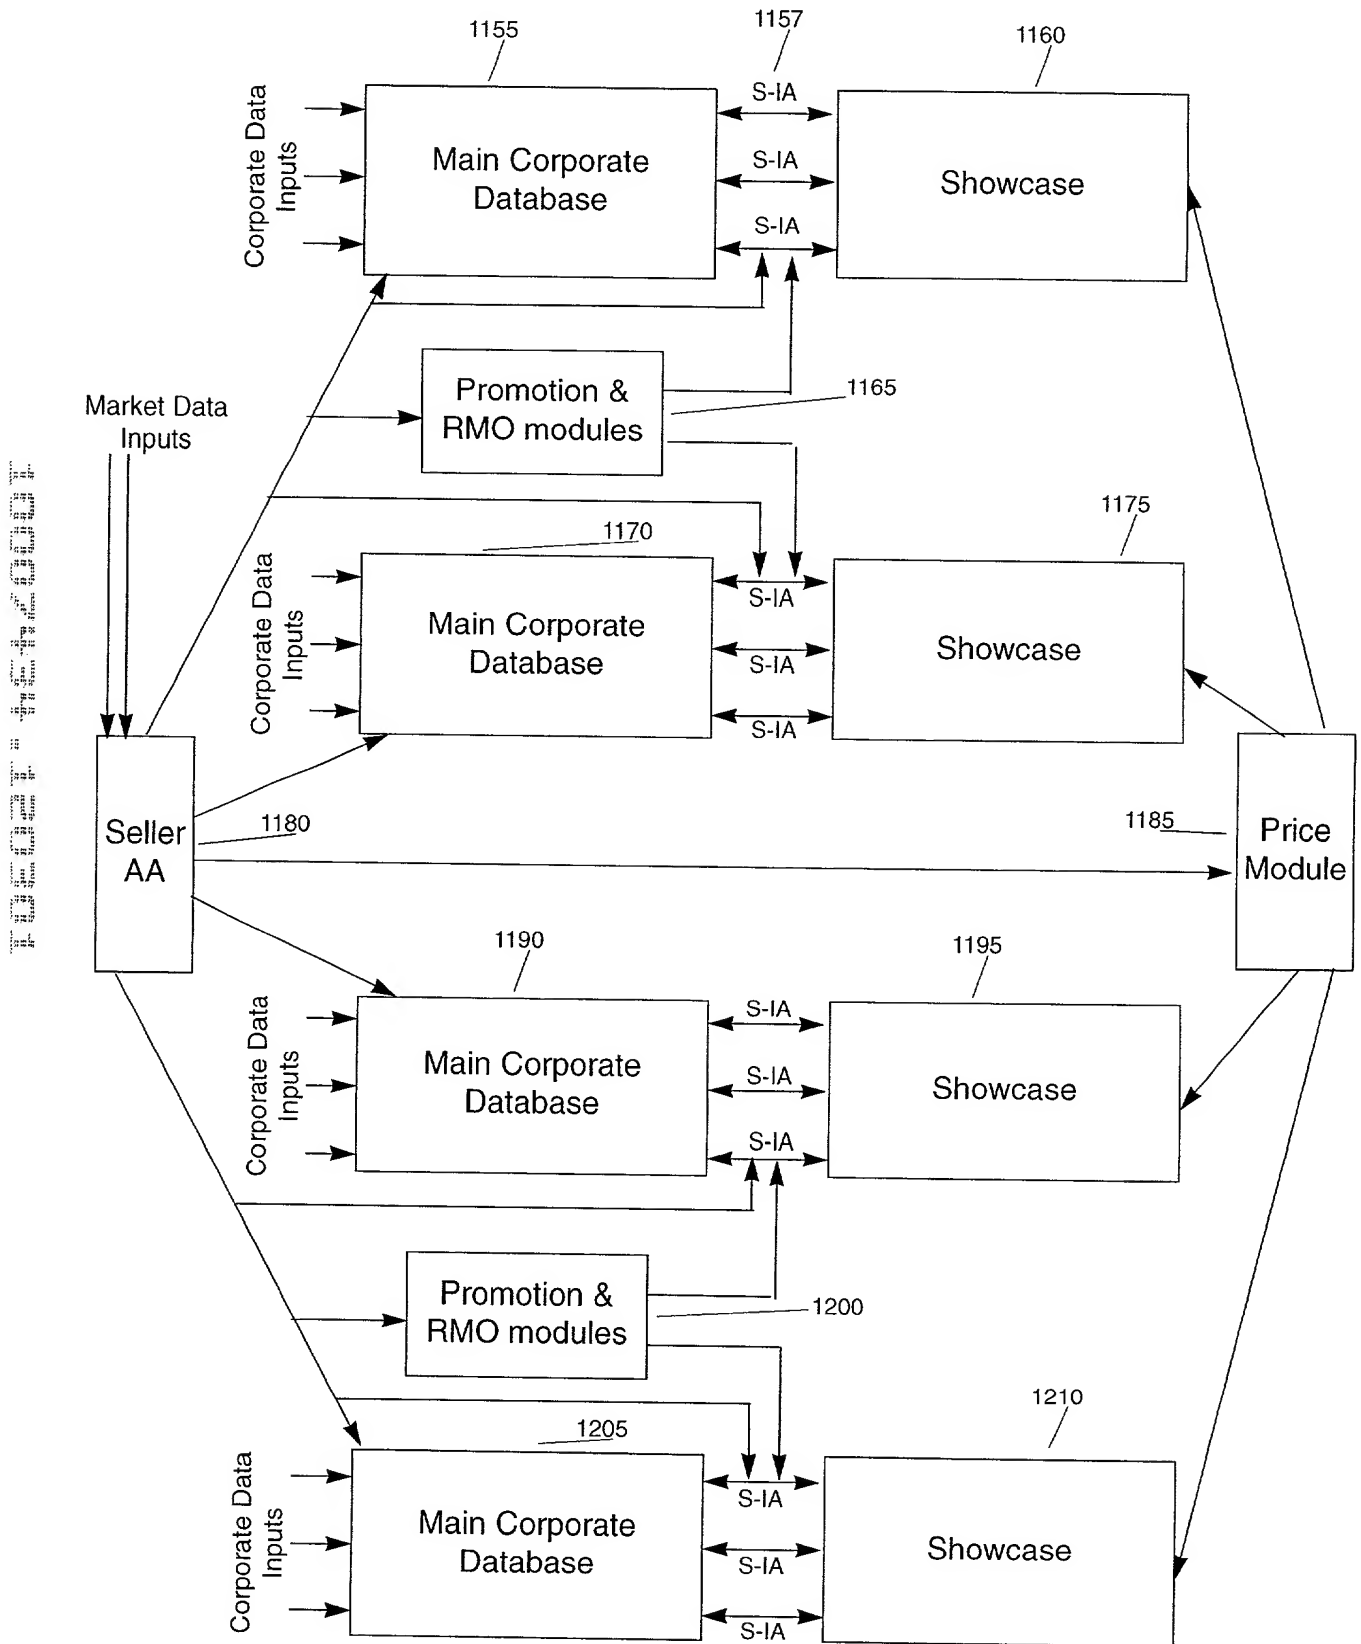 1155
1157
1160
Corporate Data
Inputs
Main Corporate
Database
S-IA
S-IA
S-IA
Showcase
Market Data
Inputs
Promotion &
RMO modules
1165
1170
1175
Corporate Data
Inputs
Main Corporate
Database
S-IA
S-IA
S-IA
Showcase
Seller
AA
1180
1185
Price
Module
1190
1195
Corporate Data
Inputs
Main Corporate
Database
S-IA
S-IA
S-IA
Showcase
Promotion &
RMO modules
1200
1205
1210
Corporate Data
Inputs
Main Corporate
Database
S-IA
S-IA
S-IA
Showcase